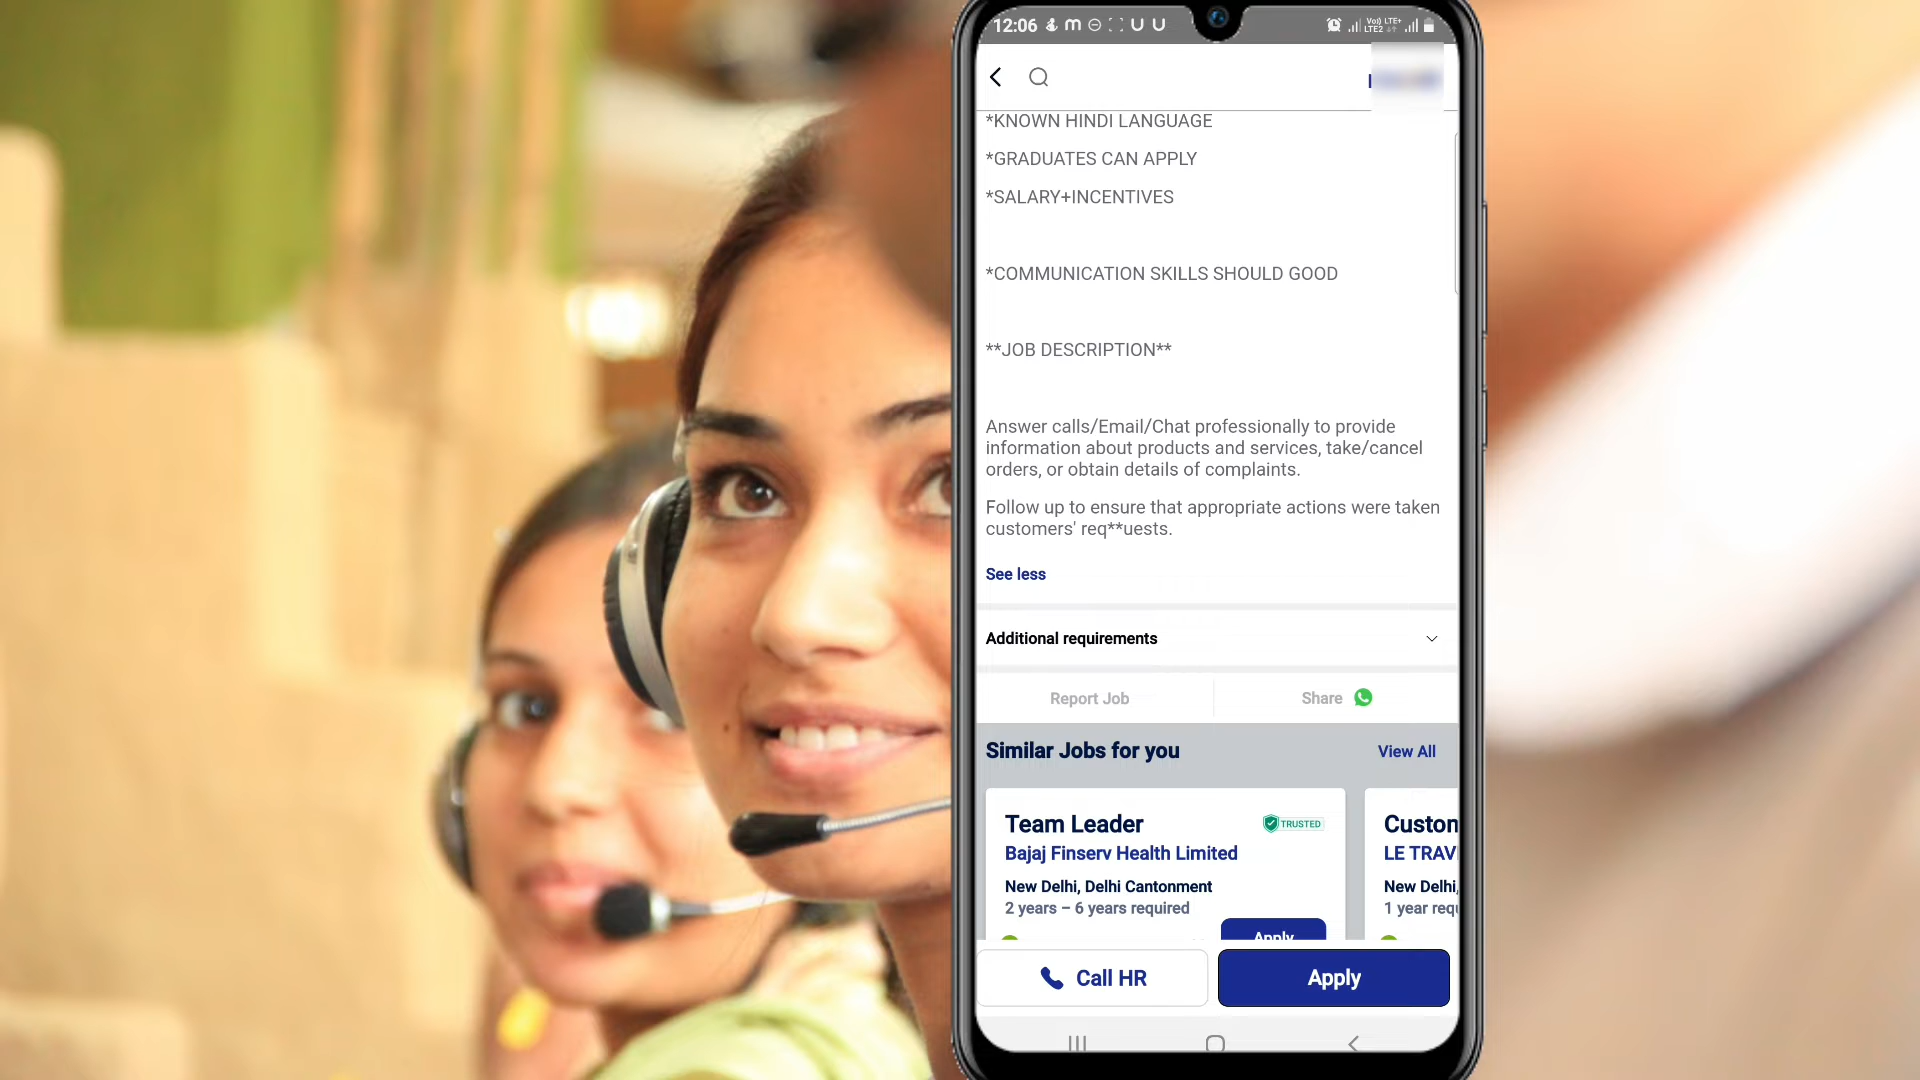 12:06
Vo) LTE+
LTE2
*KNOWN HINDI LANGUAGE
*GRADUATES CAN APPLY
*SALARY+INCENTIVES
*COMMUNICATION SKILLS SHOULD GOOD
**JOB DESCRIPTION**
Answer calls/Email/Chat professionally to provide
information about products and services, take/cancel
orders, or obtain details of complaints.
Follow up to ensure that appropriate actions were taken
customers' req**uests.
See less
Additional requirements
Report Job
Share
Similar Jobs for you
View All
Team Leader
TRUSTED
Bajaj Finserv Health Limited
New Delhi, Delhi Cantonment
2 years – 6 years required
Apply
Custon
LE TRAV
New Delhi,
1 year requ
Call HR
Apply